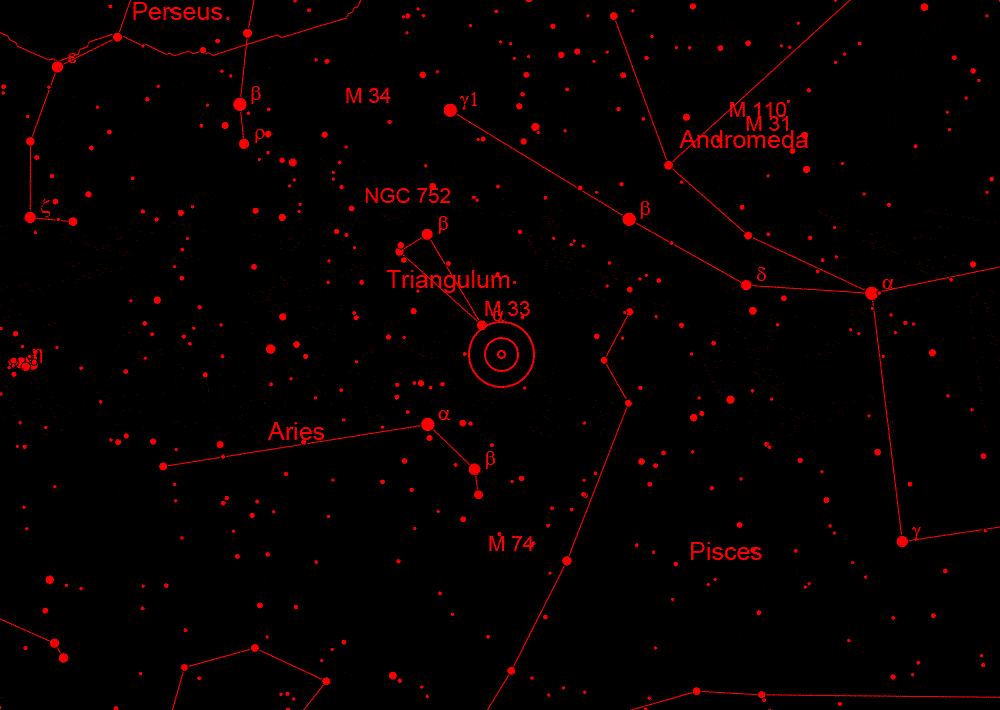 Perseus
ε
β
M 34
γ1
ρ
M 110
M 31
Andromeda
NGC 752
ζ
β
β
Triangulum
δ
α
M 33
α
η
Aries
α
β
M 74
Pisces
γ